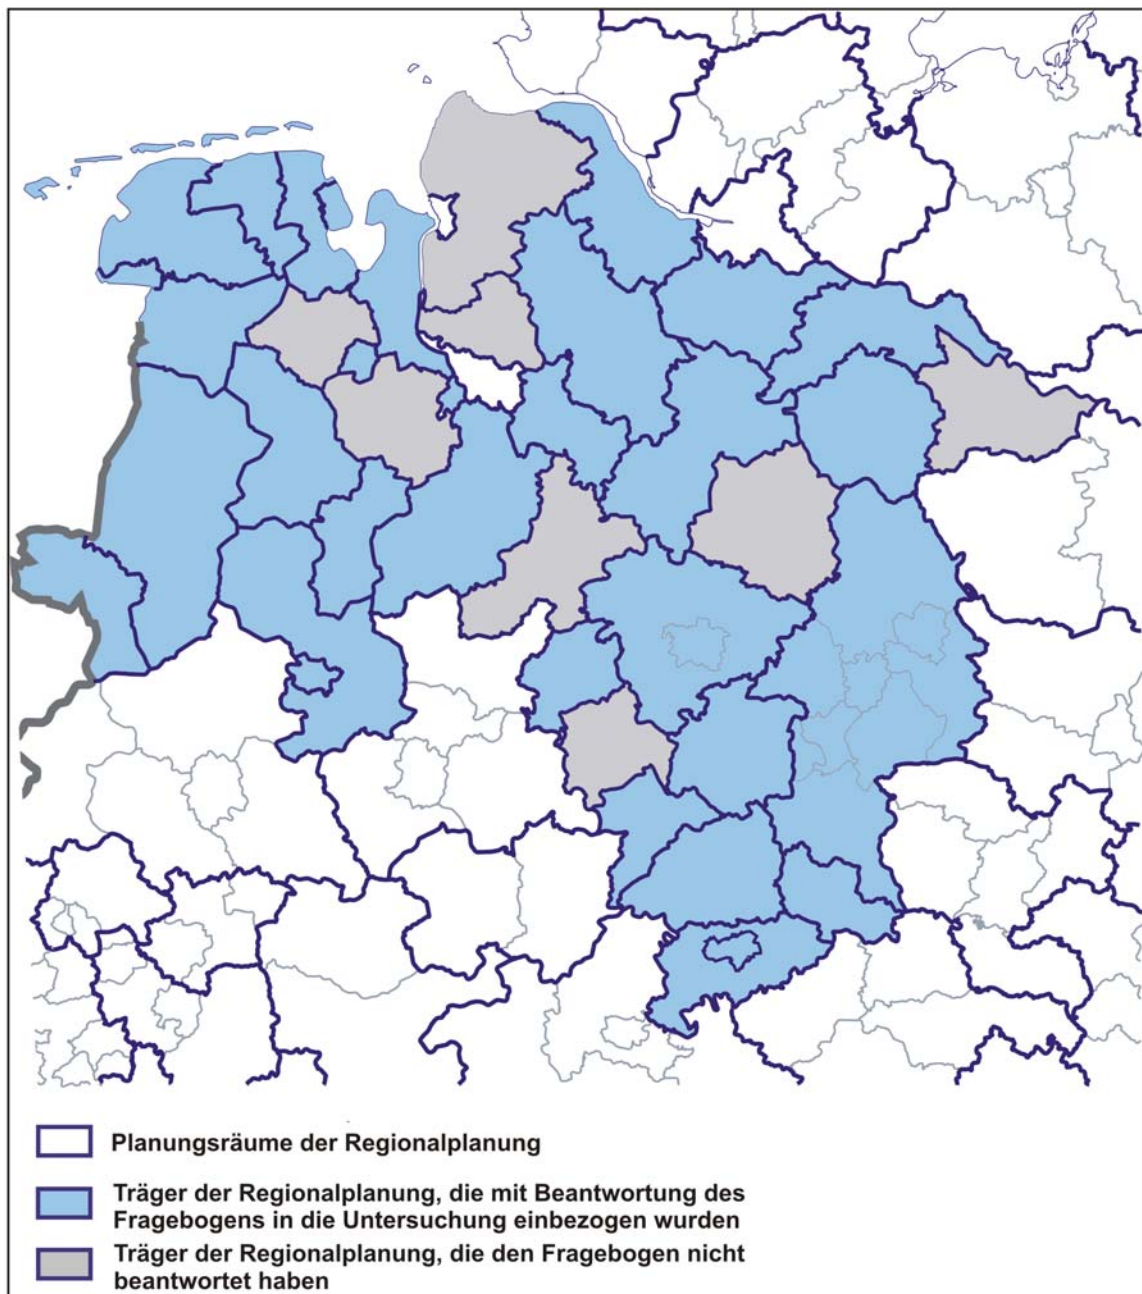 Planungsräume der Regionalplanung
Träger der Regionalplanung, die mit Beantwortung des
Fragebogens in die Untersuchung einbezogen wurden
Träger der Regionalplanung, die den Fragebogen nicht
beantwortet haben